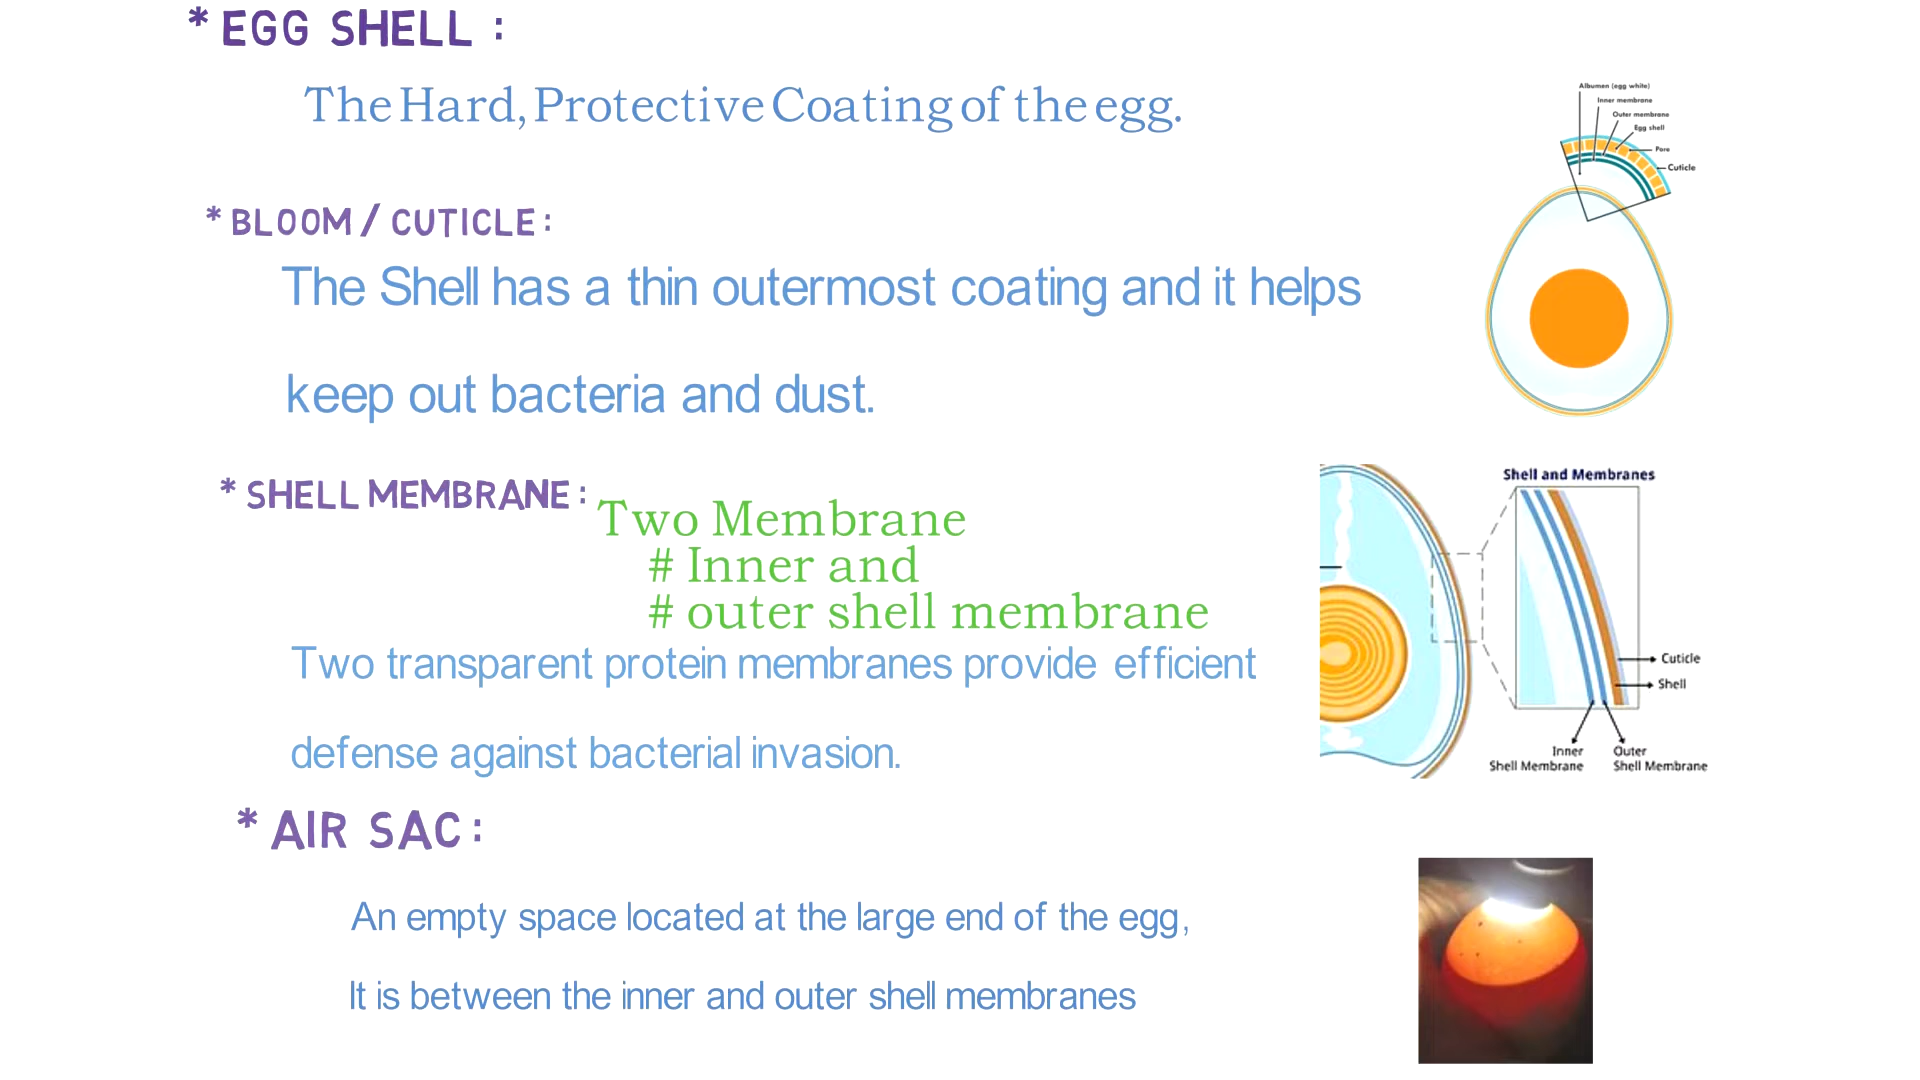 * EGG SHELL :
The Hard, Protective Coating of the egg.
* BLOOM / CUTICLE :
The Shell has a thin outermost coating and it helps
keep out bacteria and dust.
* SHELL MEMBRANE :
Two Membrane
# Inner and
# outer shell membrane
Two transparent protein membranes provide efficient
defense against bacterial invasion.
* AIR SAC :
An empty space located at the large end of the egg,
It is between the inner and outer shell membranes
Albumen (egg white)
Inner membrane
Outer membrane
Egg shell
Pore
Cuticle
Shell and Membranes
Cuticle
Shell
Inner
Shell Membrane
Outer
Shell Membrane